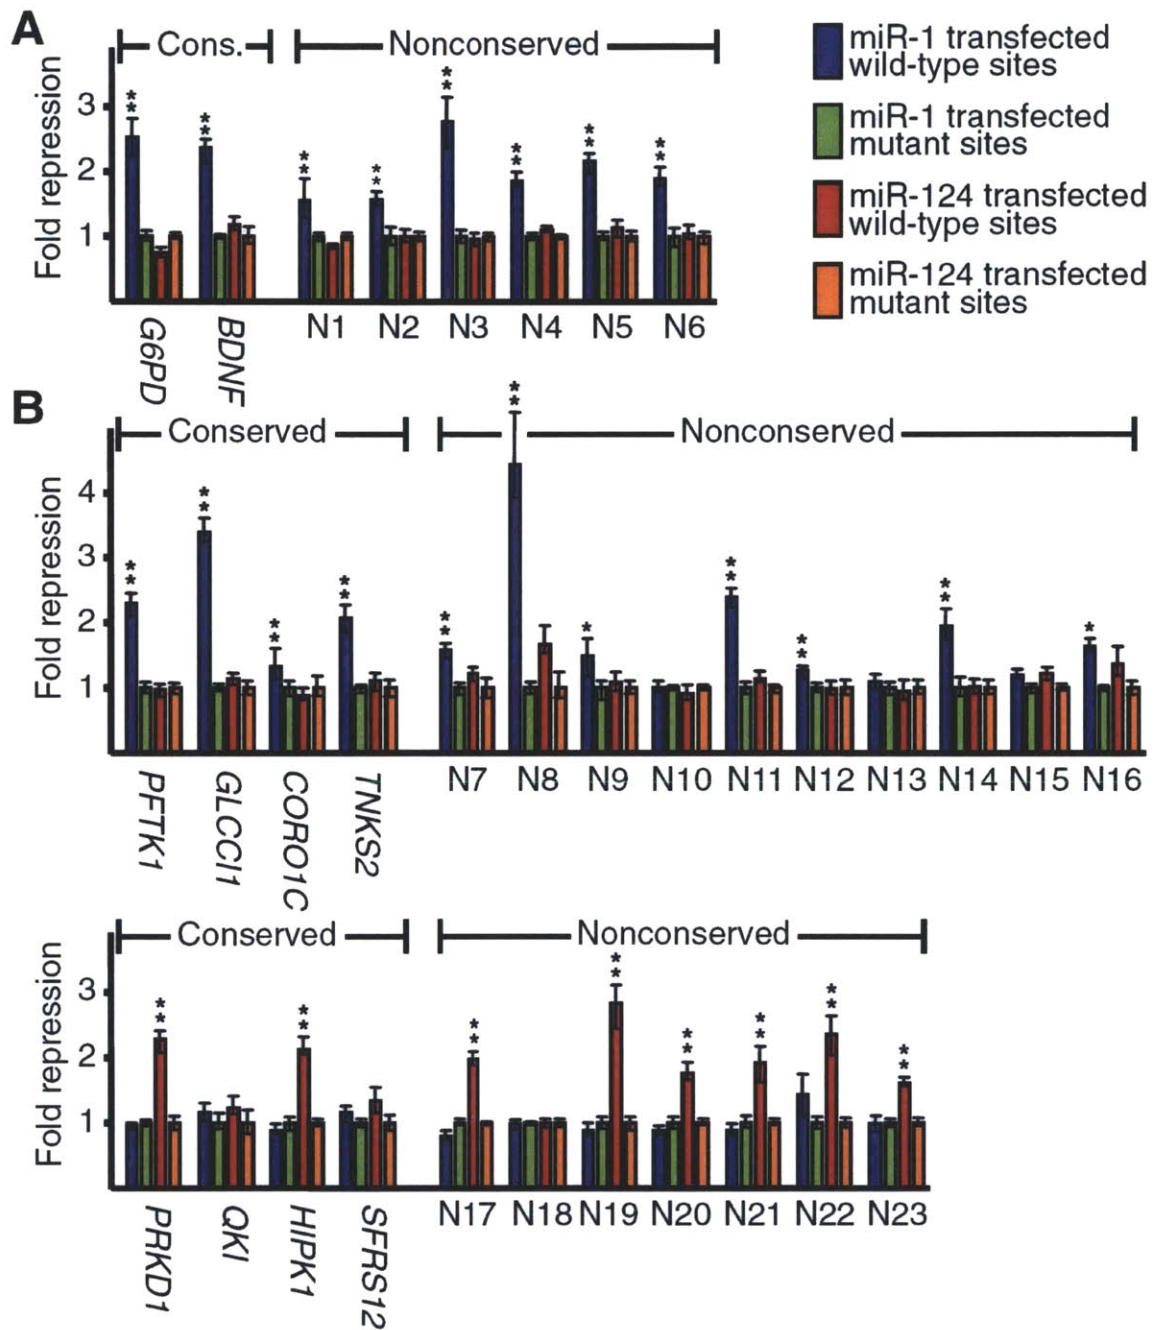 A
Cons.
Nonconserved
Fold repression
3
2
1
** ** ** ** ** ** ** **
G6PD BDNF N1 N2 N3 N4 N5 N6
miR-1 transfected
wild-type sites
miR-1 transfected
mutant sites
miR-124 transfected
wild-type sites
miR-124 transfected
mutant sites
B
Conserved
Nonconserved
Fold repression
4
3
2
1
** ** ** ** ** ** * ** ** ** *
PFTK1 GLCCI1 CORO1C TNKS2 N7 N8 N9 N10 N11 N12 N13 N14 N15 N16
Conserved
Nonconserved
Fold repression
3
2
1
** ** ** ** ** ** ** **
PRKD1 QKI HIPK1 SFRS12 N17 N18 N19 N20 N21 N22 N23